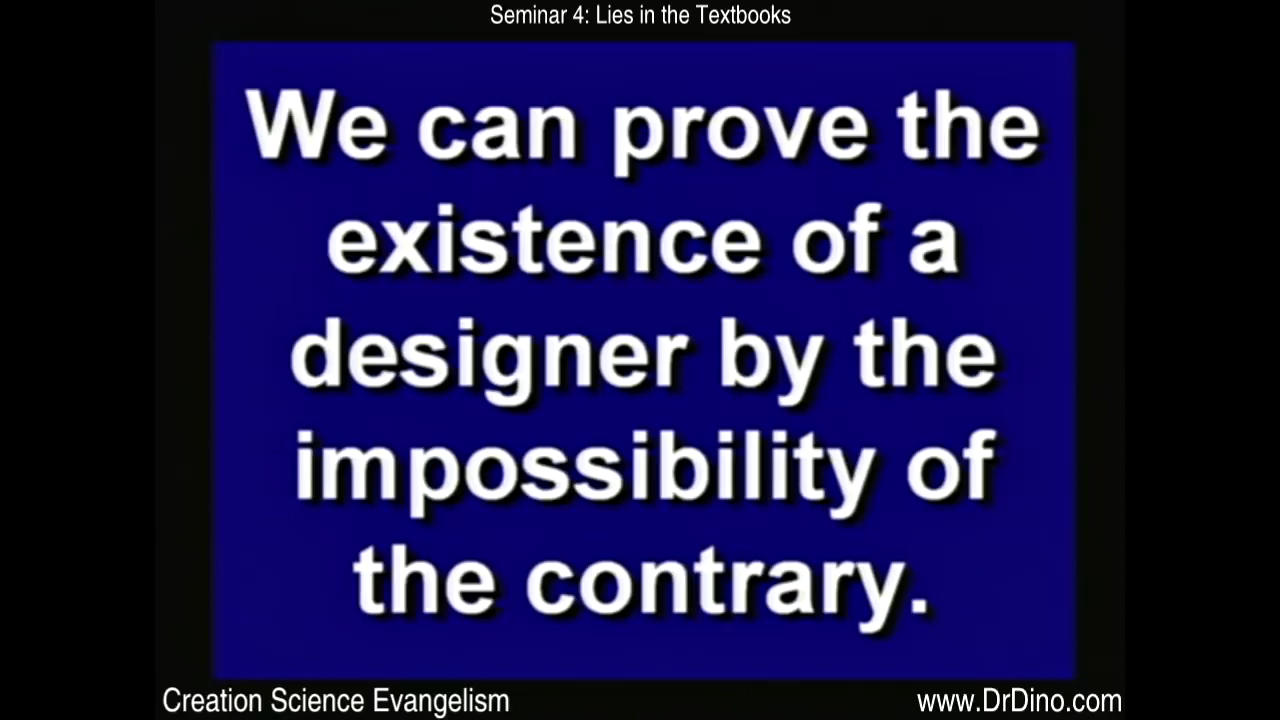 Seminar 4: Lies in the Textbooks
We can prove the
existence of a
designer by the
impossibility of
the contrary.
Creation Science Evangelism
www.DrDino.com